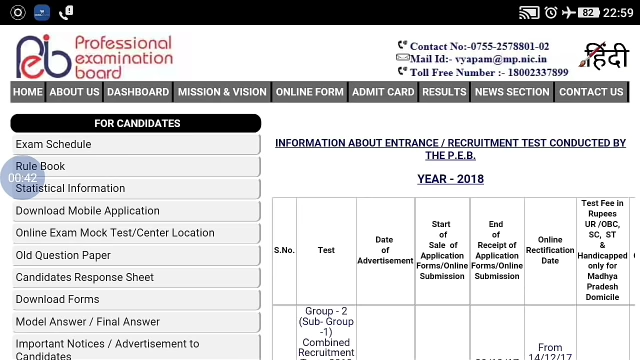 82
22:59
Professional
examination
board
Contact No:-0755-2578801-02
Mail Id:- vyapam@mp.nic.in
Toll Free Number :- 18002337899
हिंदी
HOME
ABOUT US
DASHBOARD
MISSION & VISION
ONLINE FORM
ADMIT CARD
RESULTS
NEWS SECTION
CONTACT US
FOR CANDIDATES
Exam Schedule
Rule Book
00:42
Statistical Information
Download Mobile Application
Online Exam Mock Test/Center Location
Old Question Paper
Candidates Response Sheet
Download Forms
Model Answer / Final Answer
Important Notices / Advertisement to
Candidates
INFORMATION ABOUT ENTRANCE / RECRUITMENT TEST CONDUCTED BY
THE P.E.B.
YEAR - 2018
S.No.
Test
Date
of
Advertisement
Start
of
Sale of
Application
Forms/Online
Submission
End
of
Receipt of
Application
Forms/Online
Submission
Online
Rectification
Date
Test Fee in
Rupees
UR /OBC,
SC, ST
&
Handicapped
only for
Madhya
Pradesh
Domicile
Group - 2
(Sub- Group
-1)
Combined
Recruitment
From
14/12/17